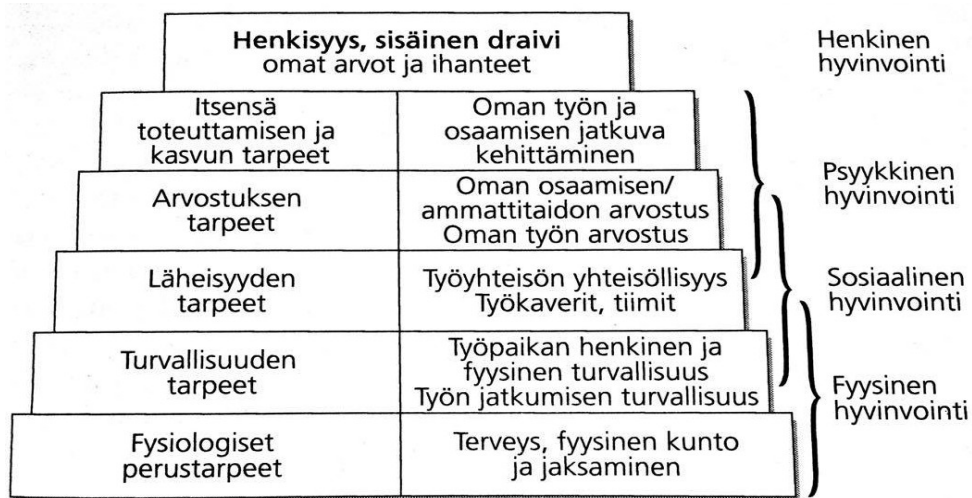 Henkisyys, sisäinen draivi
omat arvot ja ihanteet
Henkinen
hyvinvointi
Itsensä
toteuttamisen ja
kasvun tarpeet
Oman työn ja
osaamisen jatkuva
kehittäminen
Psyykkinen
hyvinvointi
Arvostuksen
tarpeet
Oman osaamisen/
ammattitaidon arvostus
Oman työn arvostus
Läheisyyden
tarpeet
Työyhteisön yhteisöllisyys
Työkaverit, tiimit
Sosiaalinen
hyvinvointi
Turvallisuuden
tarpeet
Työpaikan henkinen ja
fyysinen turvallisuus
Työn jatkumisen turvallisuus
Fyysinen
hyvinvointi
Fysiologiset
perustarpeet
Terveys, fyysinen kunto
ja jaksaminen